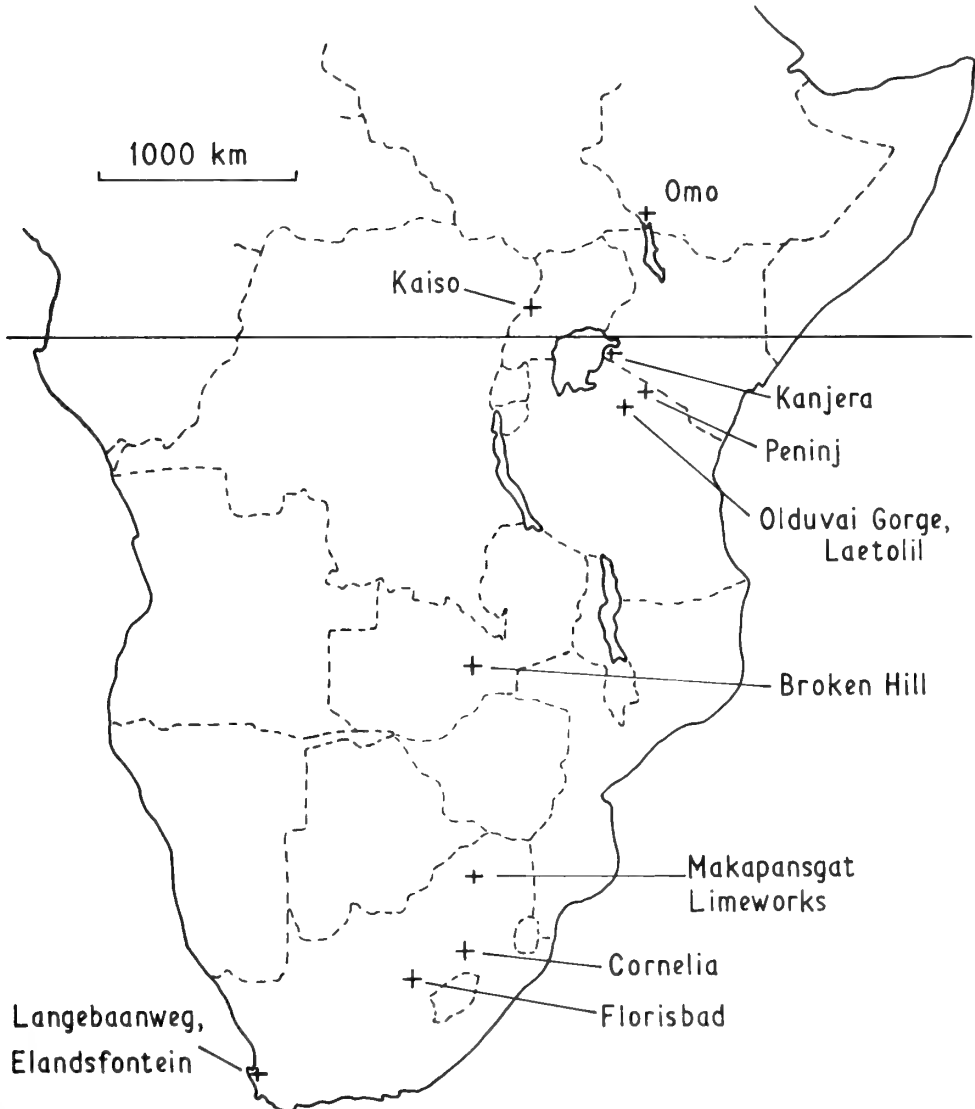 1000 km
Omo
Kaiso
Kanjera
Peninj
Olduvai Gorge,
Laetolil
Broken Hill
Makapansgat
Limeworks
Cornelia
Florisbad
Langebaanweg,
Elandsfontein